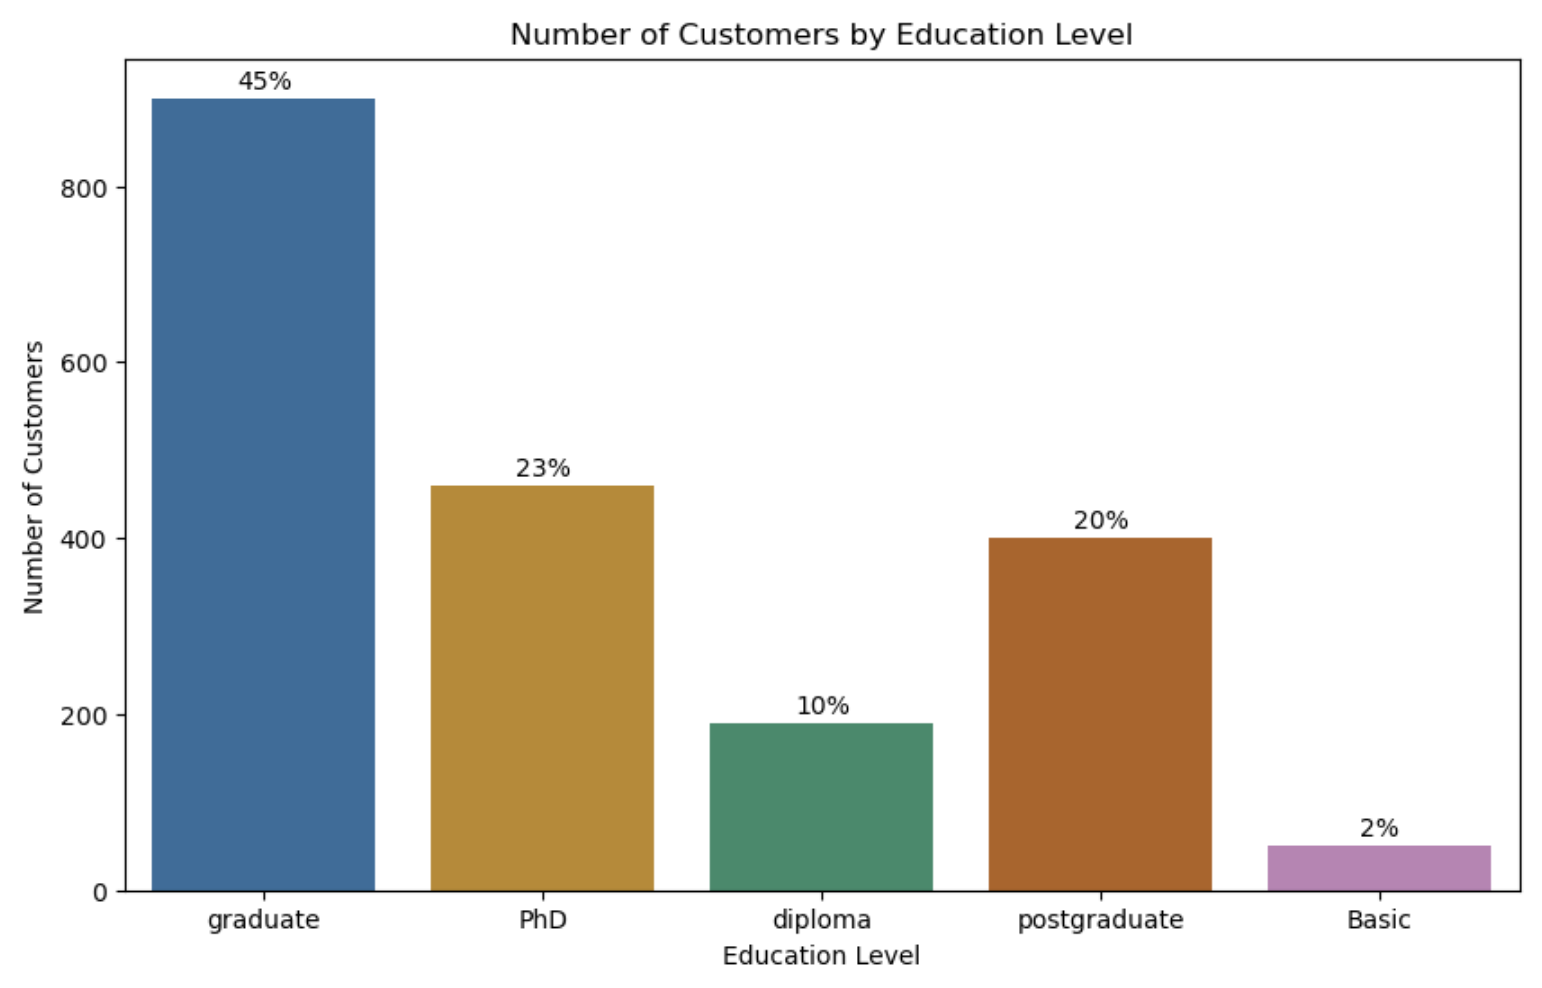 Number of Customers by Education Level
45%
800
600
23%
Number of Customers
400
20%
200
10%
2%
0
graduate PhD diploma postgraduate Basic
Education Level